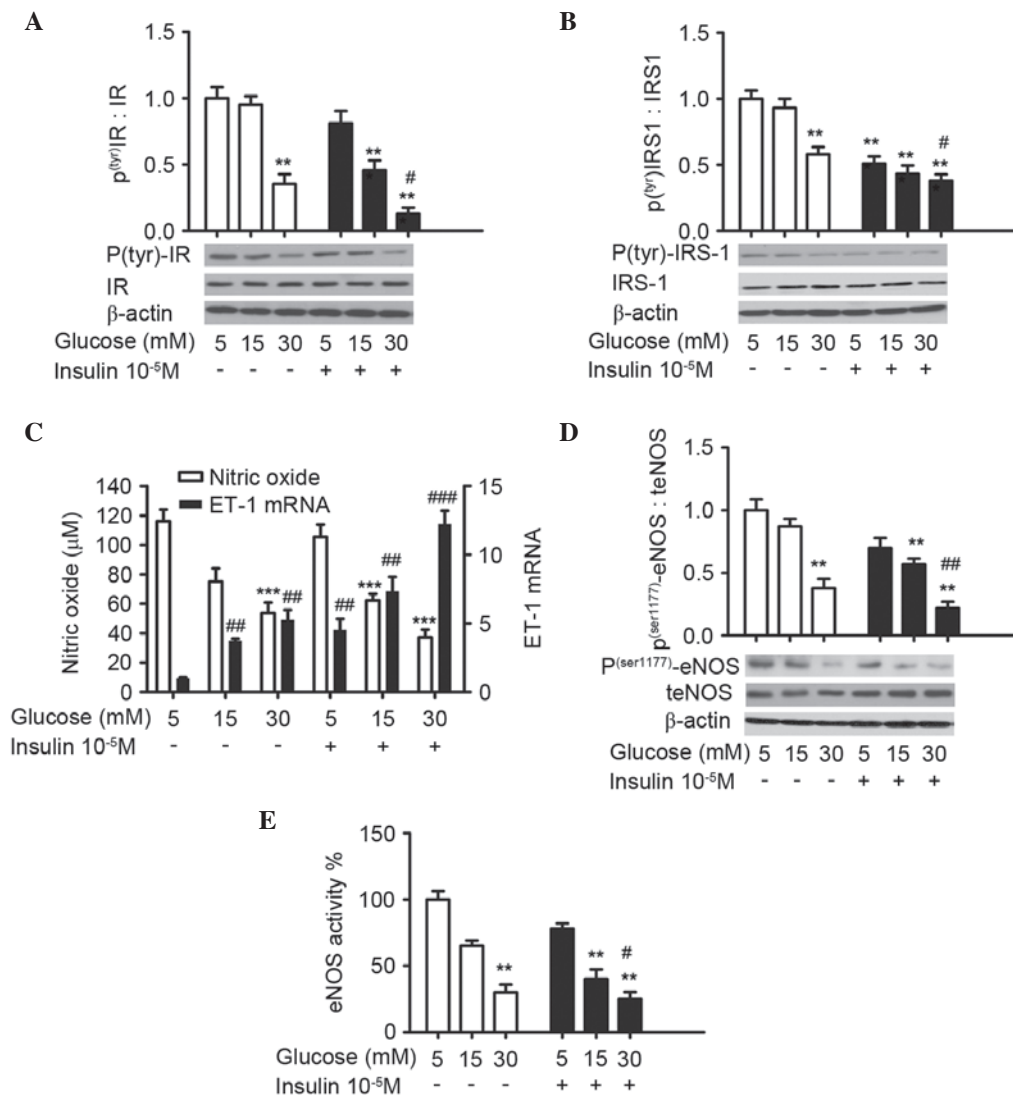 A
p(tyr)IR : IR
1.5
1.0
0.5
0.0
**
**
#
**
P(tyr)-IR
IR
β-actin
Glucose (mM) 5 15 30 5 15 30
Insulin 10-5M - - - + + +
B
p(tyr)IRS1 : IRS1
1.5
1.0
0.5
0.0
**
**
**
#
**
P(tyr)-IRS-1
IRS-1
β-actin
Glucose (mM) 5 15 30 5 15 30
Insulin 10-5M - - - + + +
C
Nitric oxide
ET-1 mRNA
Nitric oxide (μM)
140
120
100
80
60
40
20
0
15
10
5
0
ET-1 mRNA
##
***
##
##
***
##
***
###
Glucose (mM) 5 15 30 5 15 30
Insulin 10-5M - - - + + +
D
p(ser1177)-eNOS : teNOS
1.5
1.0
0.5
0.0
**
**
##
**
P(ser1177)-eNOS
teNOS
β-actin
Glucose (mM) 5 15 30 5 15 30
Insulin 10-5M - - - + + +
E
eNOS activity %
150
100
50
0
**
**
#
**
Glucose (mM) 5 15 30 5 15 30
Insulin 10-5M - - - + + +